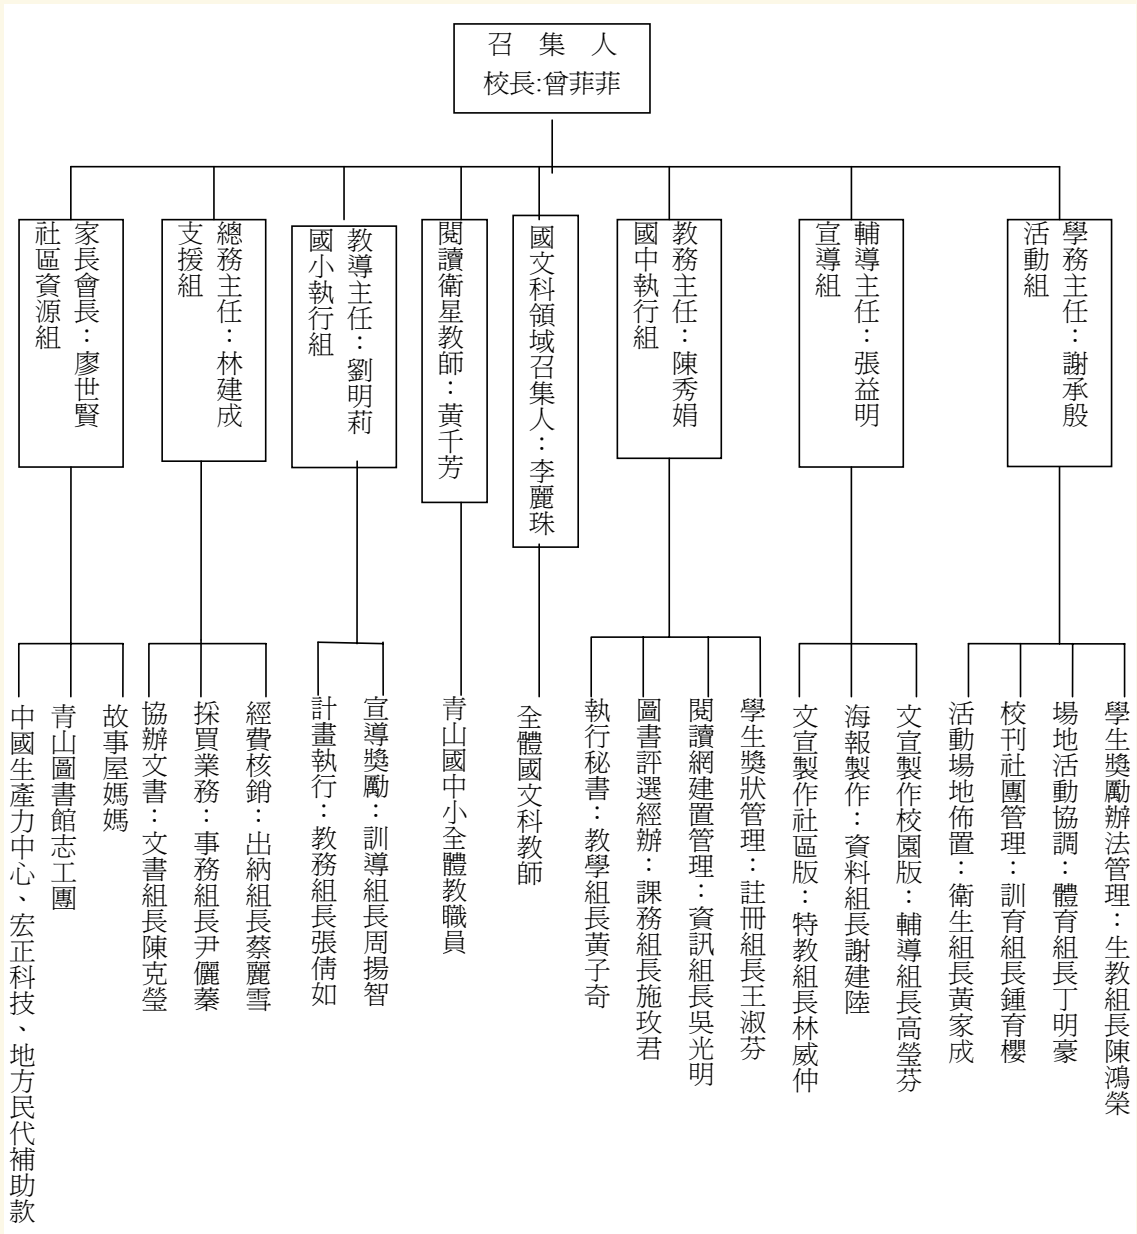 召 集 人
校長:曾菲菲
學務主任：謝承殷
活動組
輔導主任：張益明
宣導組
教務主任：陳秀娟
國中執行組
國文科領域召集人：李麗珠
閱讀衛星教師：黃千芳
教導主任：劉明莉
國小執行組
總務主任：林建成
支援組
家長會長：廖世賢
社區資源組
學生獎勵辦法管理：生教組長陳鴻榮
場地活動協調：體育組長丁明豪
校刊社團管理：訓育組長鍾育櫻
活動場地佈置：衛生組長黃家成
文宣製作校園版：輔導組長高瑩芬
海報製作：資料組長謝建陸
文宣製作社區版：特教組長林威仲
學生獎狀管理：註冊組長王淑芬
閱讀網建置管理：資訊組長吳光明
圖書評選經辦：課務組長施玫君
執行秘書：教學組長黃子奇
全體國文科教師
青山國中小全體教職員
宣導獎勵：訓導組長周揚智
計畫執行：教務組長張倩如
經費核銷：出納組長蔡麗雪
採買業務：事務組長尹儷蓁
協辦文書：文書組長陳克瑩
故事屋媽媽
青山圖書館志工團
中國生產力中心、宏正科技、地方民代補助款